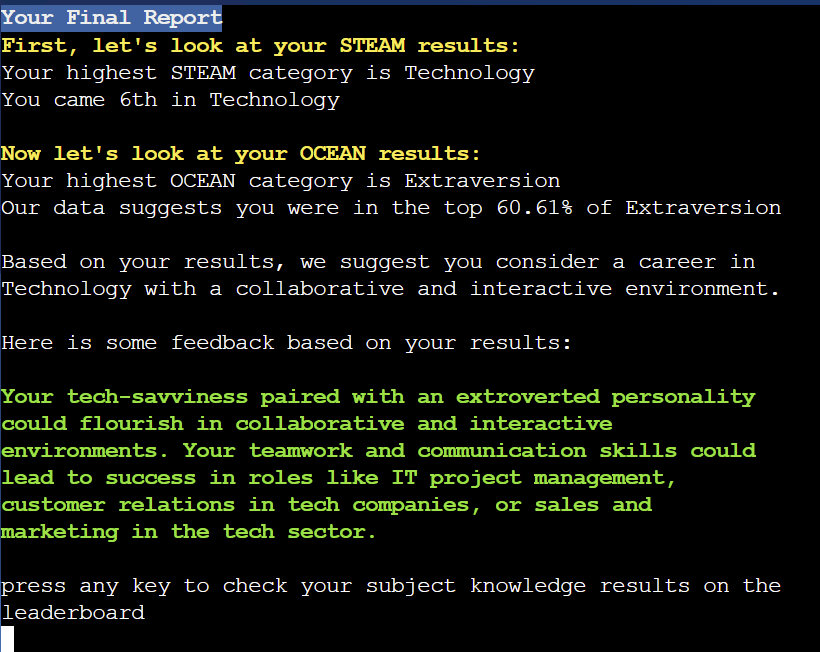 Your Final Report
First, let's look at your STEAM results:
Your highest STEAM category is Technology
You came 6th in Technology
Now let's look at your OCEAN results:
Your highest OCEAN category is Extraversion
Our data suggests you were in the top 60.61% of Extraversion
Based on your results, we suggest you consider a career in
Technology with a collaborative and interactive environment.
Here is some feedback based on your results:
Your tech-savviness paired with an extroverted personality
could flourish in collaborative and interactive
environments. Your teamwork and communication skills could
lead to success in roles like IT project management,
customer relations in tech companies, or sales and
marketing in the tech sector.
press any key to check your subject knowledge results on the
leaderboard